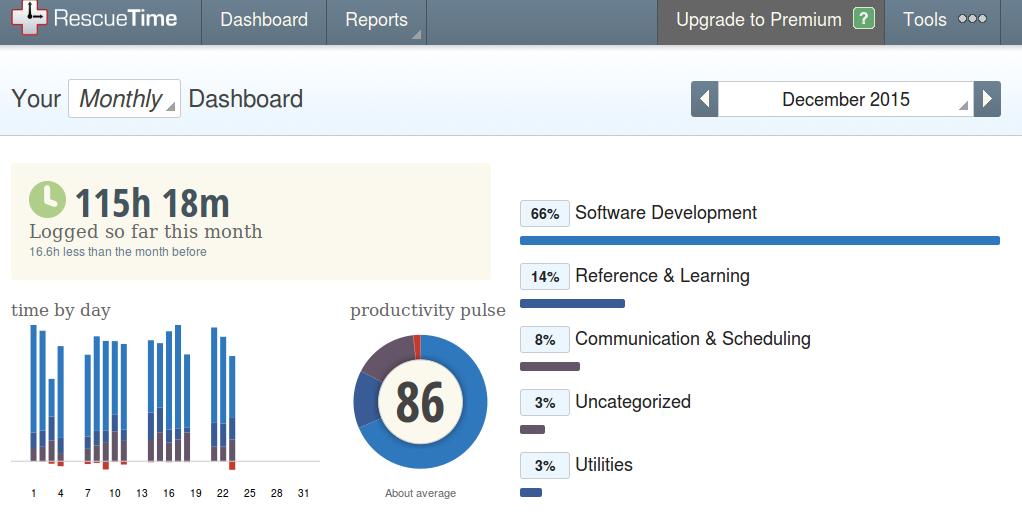 RescueTime Dashboard Reports Upgrade to Premium ? Tools
Your Monthly Dashboard December 2015
115h 18m
Logged so far this month
16.6h less than the month before
time by day
1 4 7 10 13 16 19 22 25 28 31
productivity pulse
86
About average
66% Software Development
14% Reference & Learning
8% Communication & Scheduling
3% Uncategorized
3% Utilities